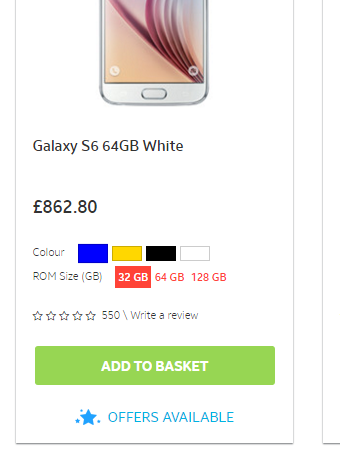 Galaxy S6 64GB White
£862.80
Colour
ROM Size (GB) 32 GB 64 GB 128 GB
550 \ Write a review
ADD TO BASKET
OFFERS AVAILABLE